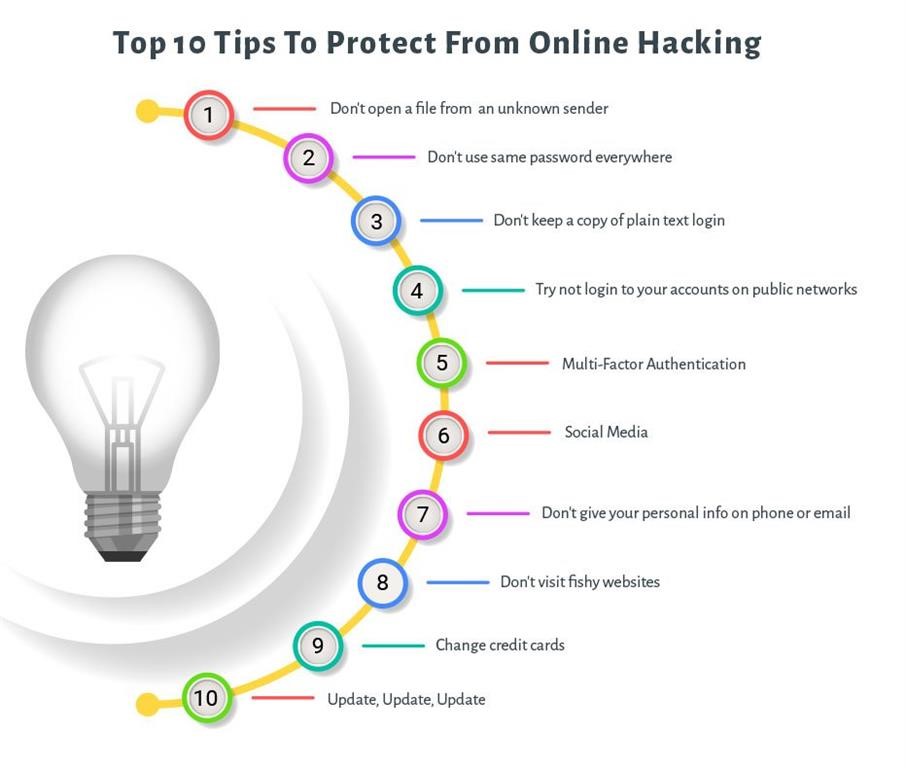 Top 10 Tips To Protect From Online Hacking
1 Don't open a file from an unknown sender
2 Don't use same password everywhere
3 Don't keep a copy of plain text login
4 Try not login to your accounts on public networks
5 Multi-Factor Authentication
6 Social Media
7 Don't give your personal info on phone or email
8 Don't visit fishy websites
9 Change credit cards
10 Update, Update, Update